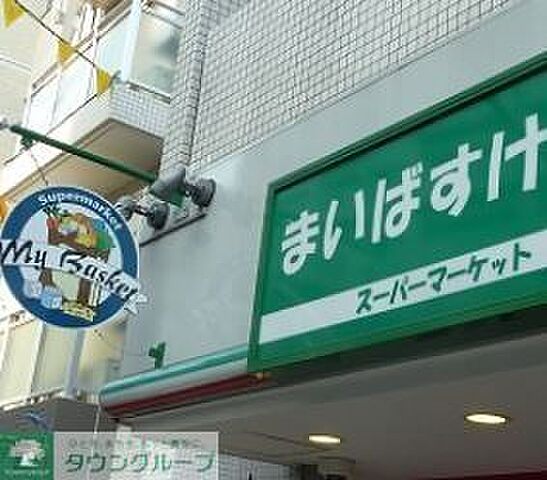 Supermarket
My Basket
まいばすけ
スーパーマーケット
タウングループ